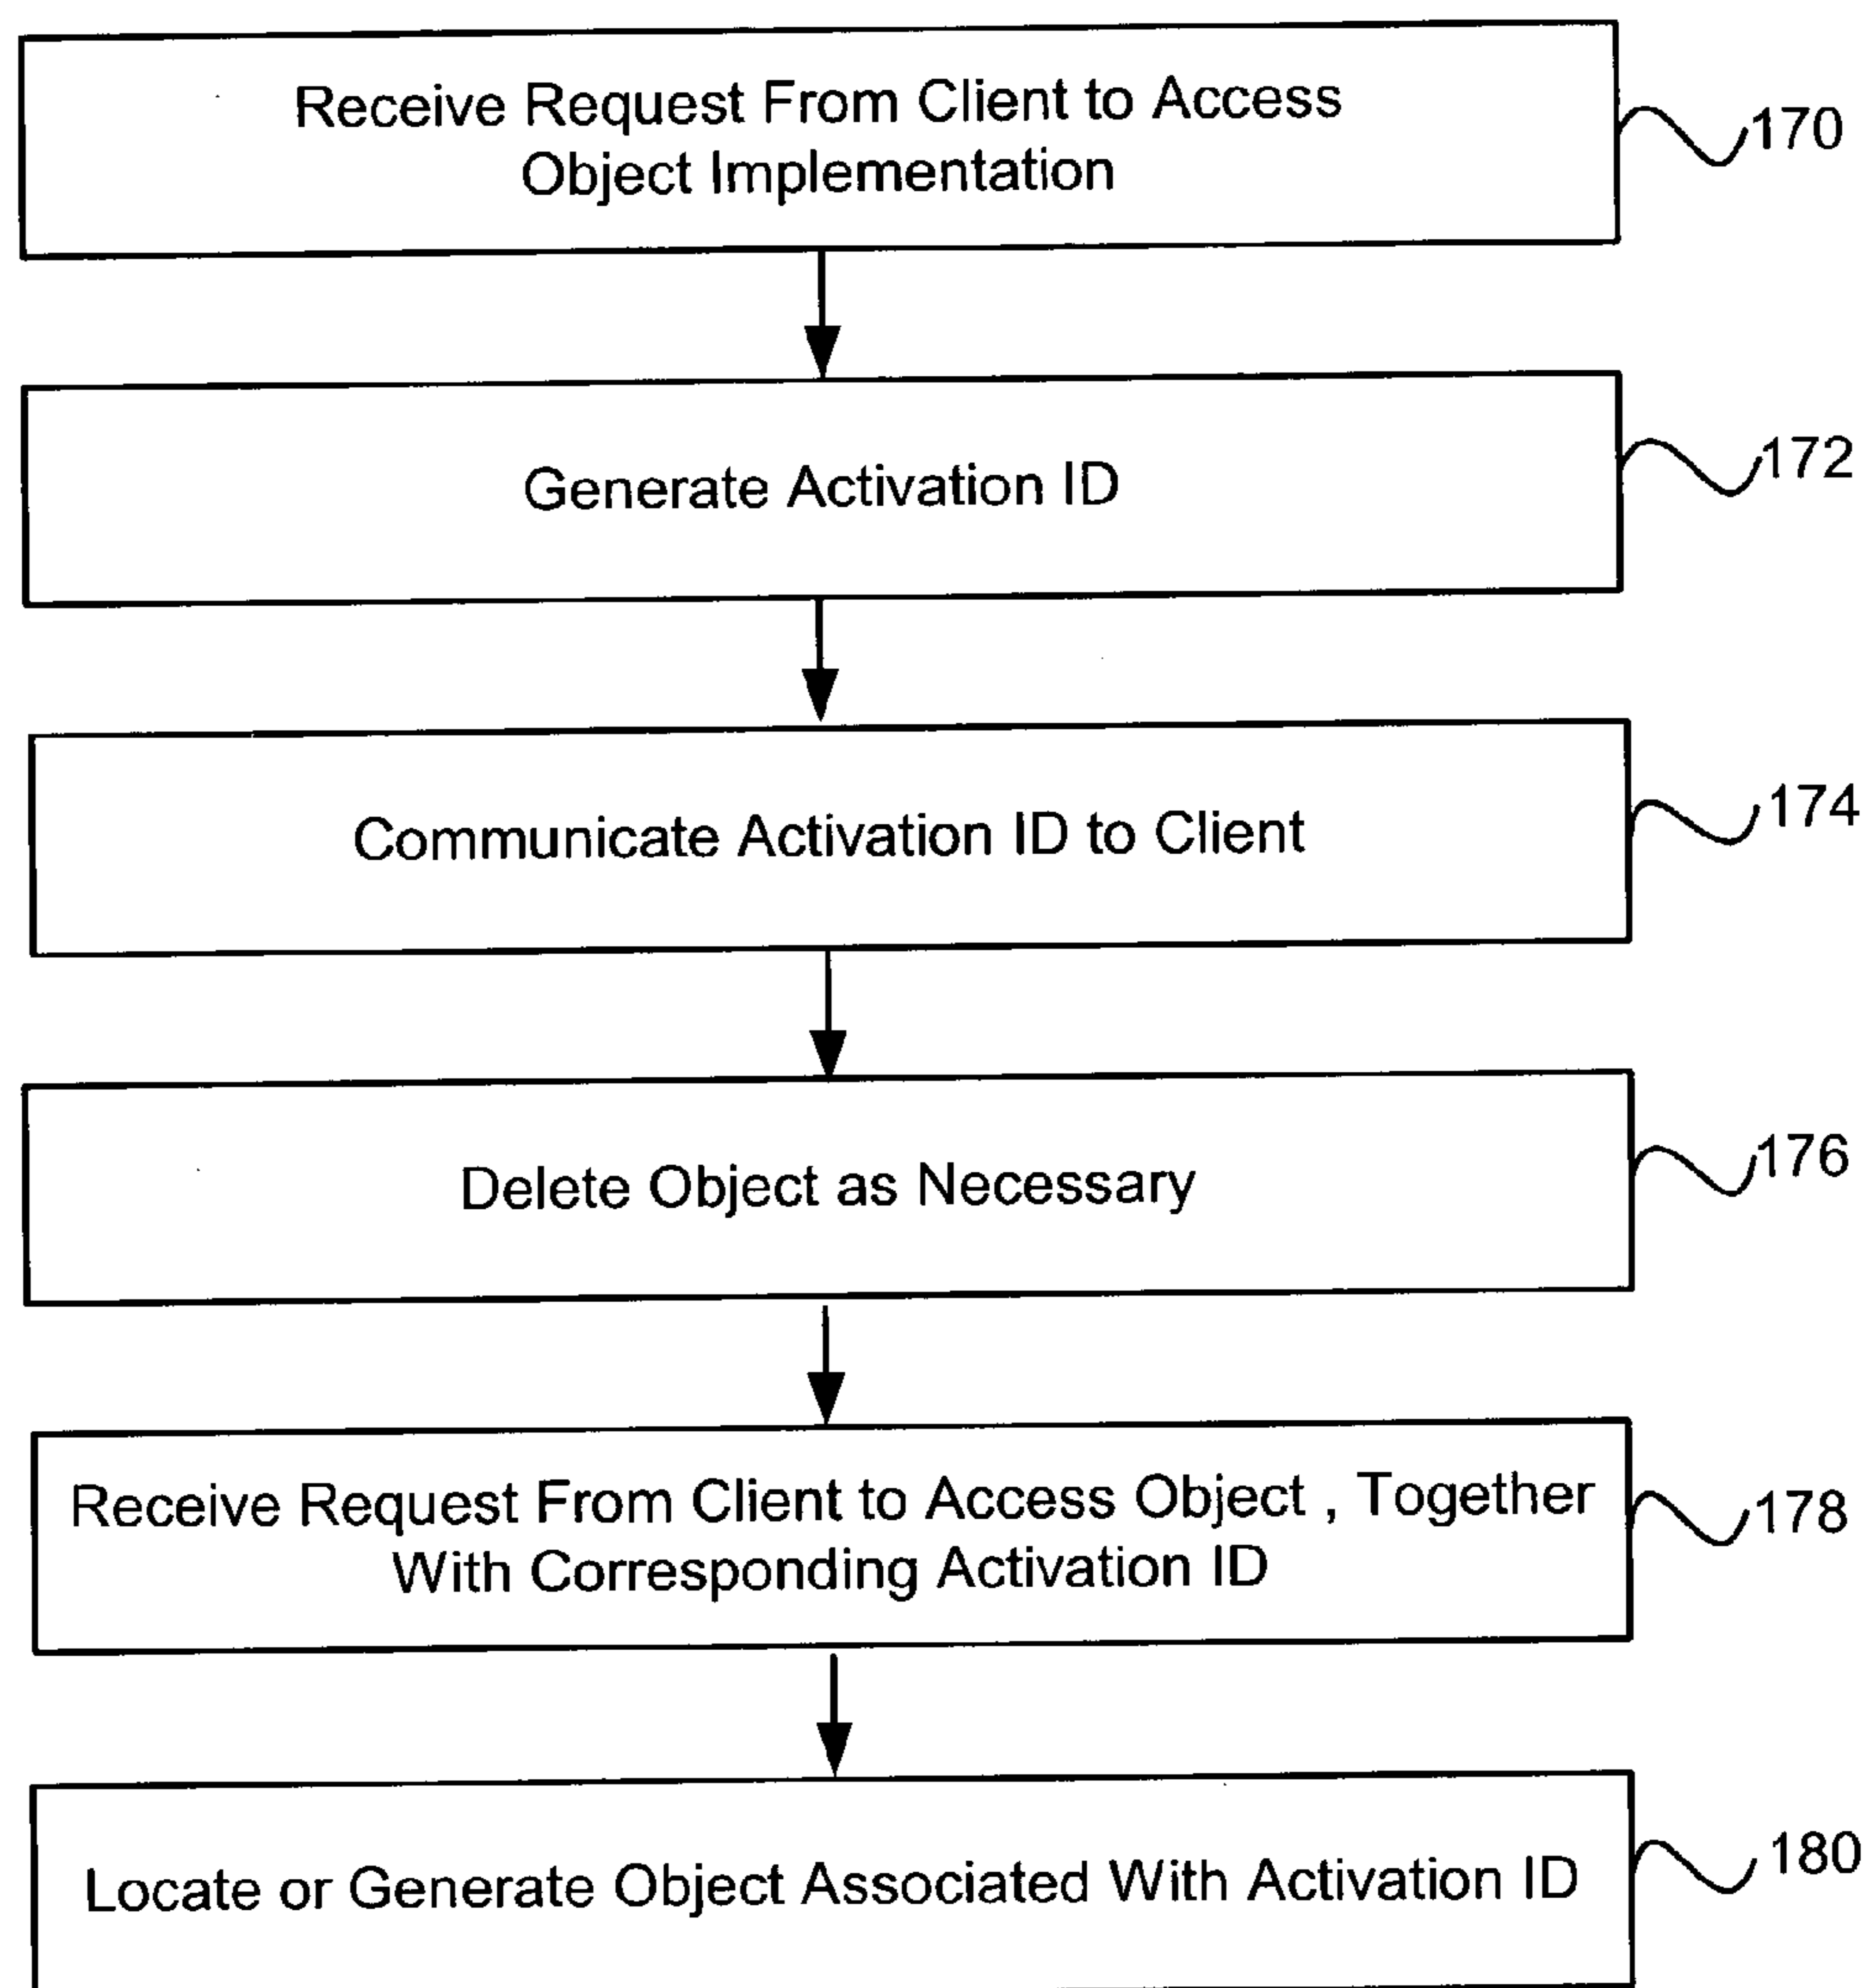 Receive Request From Client to Access
Object Implementation
170
Generate Activation ID
172
Communicate Activation ID to Client
174
Delete Object as Necessary
176
Receive Request From Client to Access Object , Together
With Corresponding Activation ID
178
Locate or Generate Object Associated With Activation ID
180